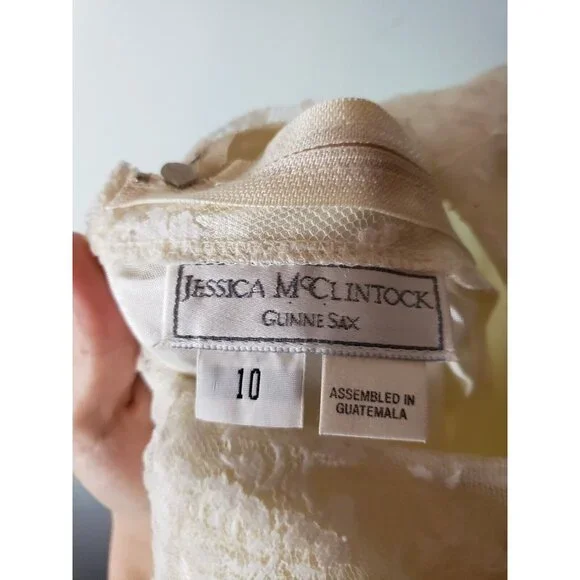 JESSICA McCLINTOCK
GUNNE SAX
10
ASSEMBLED IN
GUATEMALA